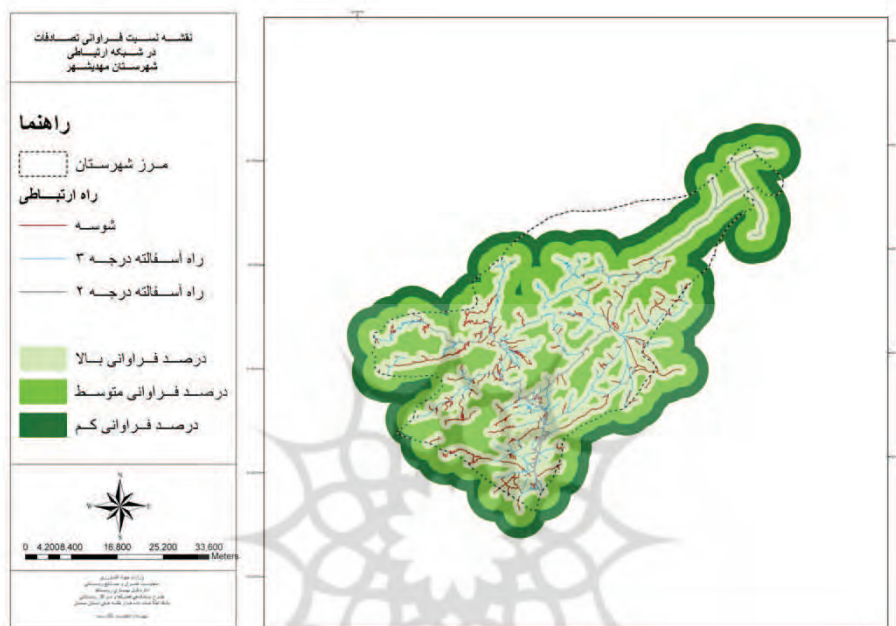 نقشه نسبت فراوانی تصادفات
در شبکه ارتباطی
شهرستان مهدیشهر
راهنما
مرز شهرستان
راه ارتباطی
شوسه
راه آسفالته درجه ۳
راه آسفالته درجه ۲
درصد فراوانی بالا
درصد فراوانی متوسط
درصد فراوانی کم
N
W E
S
0 4,200 8,400 16,800 25,200 33,600
Meters